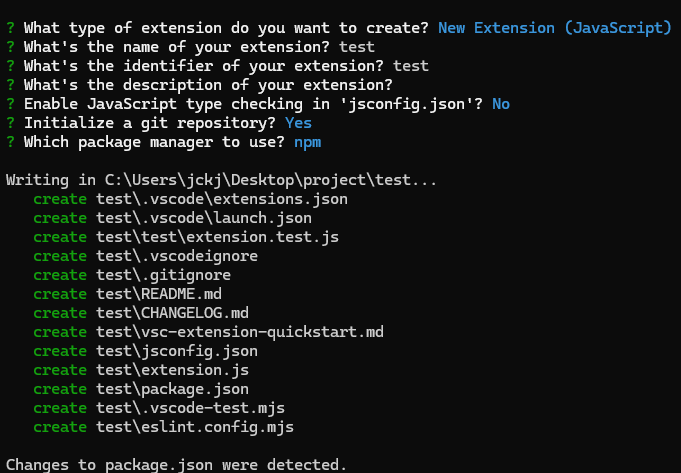 ? What type of extension do you want to create? New Extension (JavaScript)
? What's the name of your extension? test
? What's the identifier of your extension? test
? What's the description of your extension?
? Enable JavaScript type checking in 'jsconfig.json'? No
? Initialize a git repository? Yes
? Which package manager to use? npm
Writing in C:\Users\jckj\Desktop\project\test...
create test\.vscode\extensions.json
create test\.vscode\launch.json
create test\test\extension.test.js
create test\.vscodeignore
create test\.gitignore
create test\README.md
create test\CHANGELOG.md
create test\vsc-extension-quickstart.md
create test\jsconfig.json
create test\extension.js
create test\package.json
create test\.vscode-test.mjs
create test\eslint.config.mjs
Changes to package.json were detected.